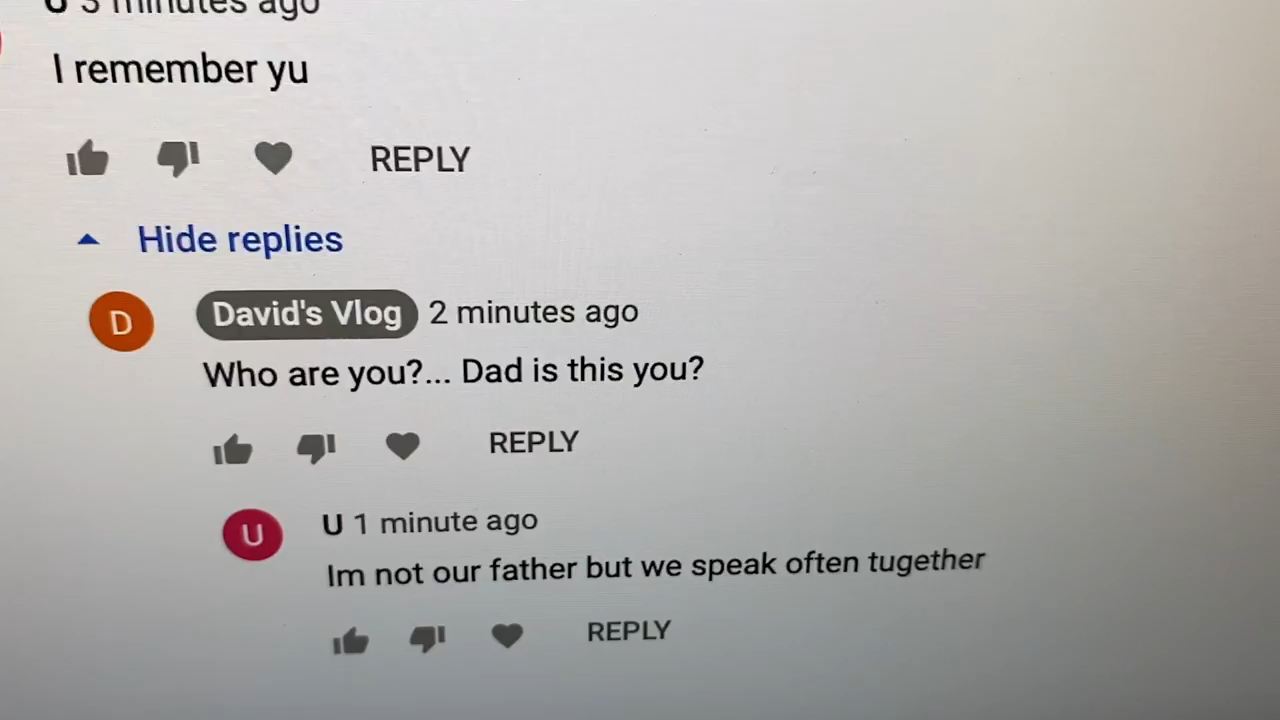 U 3 minutes ago
I remember yu
REPLY
Hide replies
D
David's Vlog 2 minutes ago
Who are you?... Dad is this you?
REPLY
U
U 1 minute ago
Im not our father but we speak often tugether
REPLY